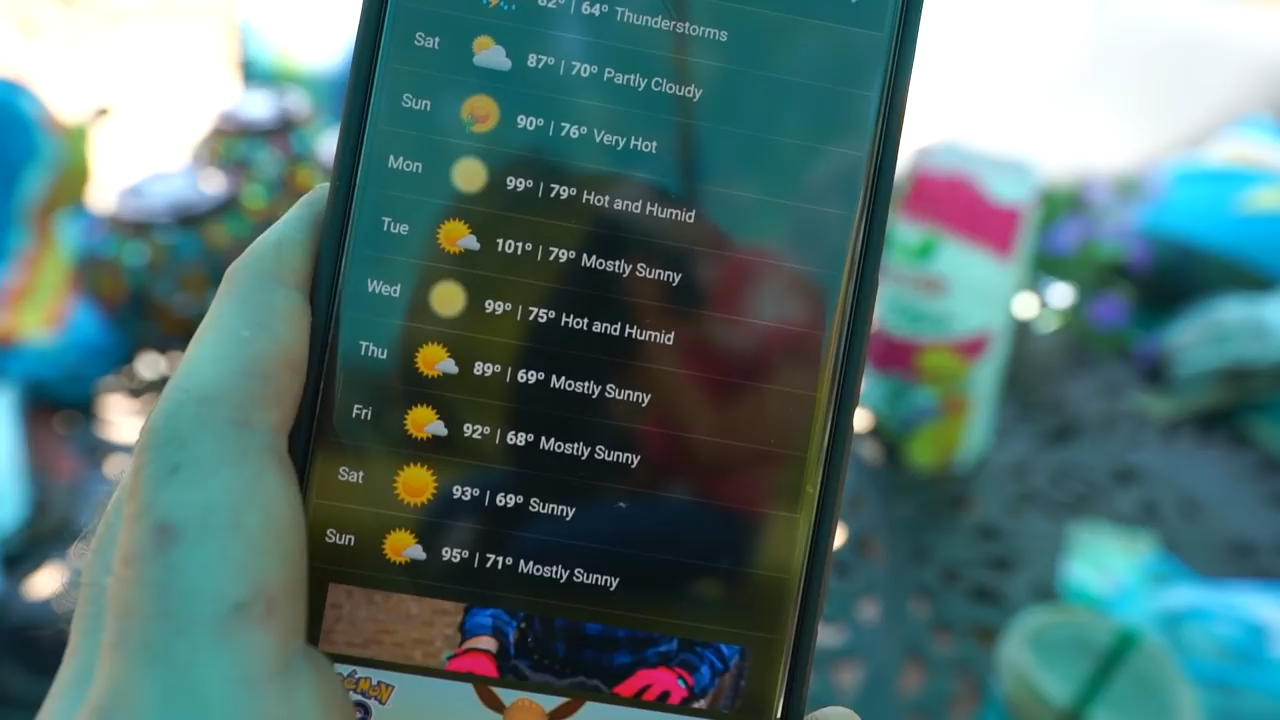 82° | 64° Thunderstorms
Sat 87° | 70° Partly Cloudy
Sun 90° | 76° Very Hot
Mon 99° | 79° Hot and Humid
Tue 101° | 79° Mostly Sunny
Wed 99° | 75° Hot and Humid
Thu 89° | 69° Mostly Sunny
Fri 92° | 68° Mostly Sunny
Sat 93° | 69° Sunny
Sun 95° | 71° Mostly Sunny
POKéMON